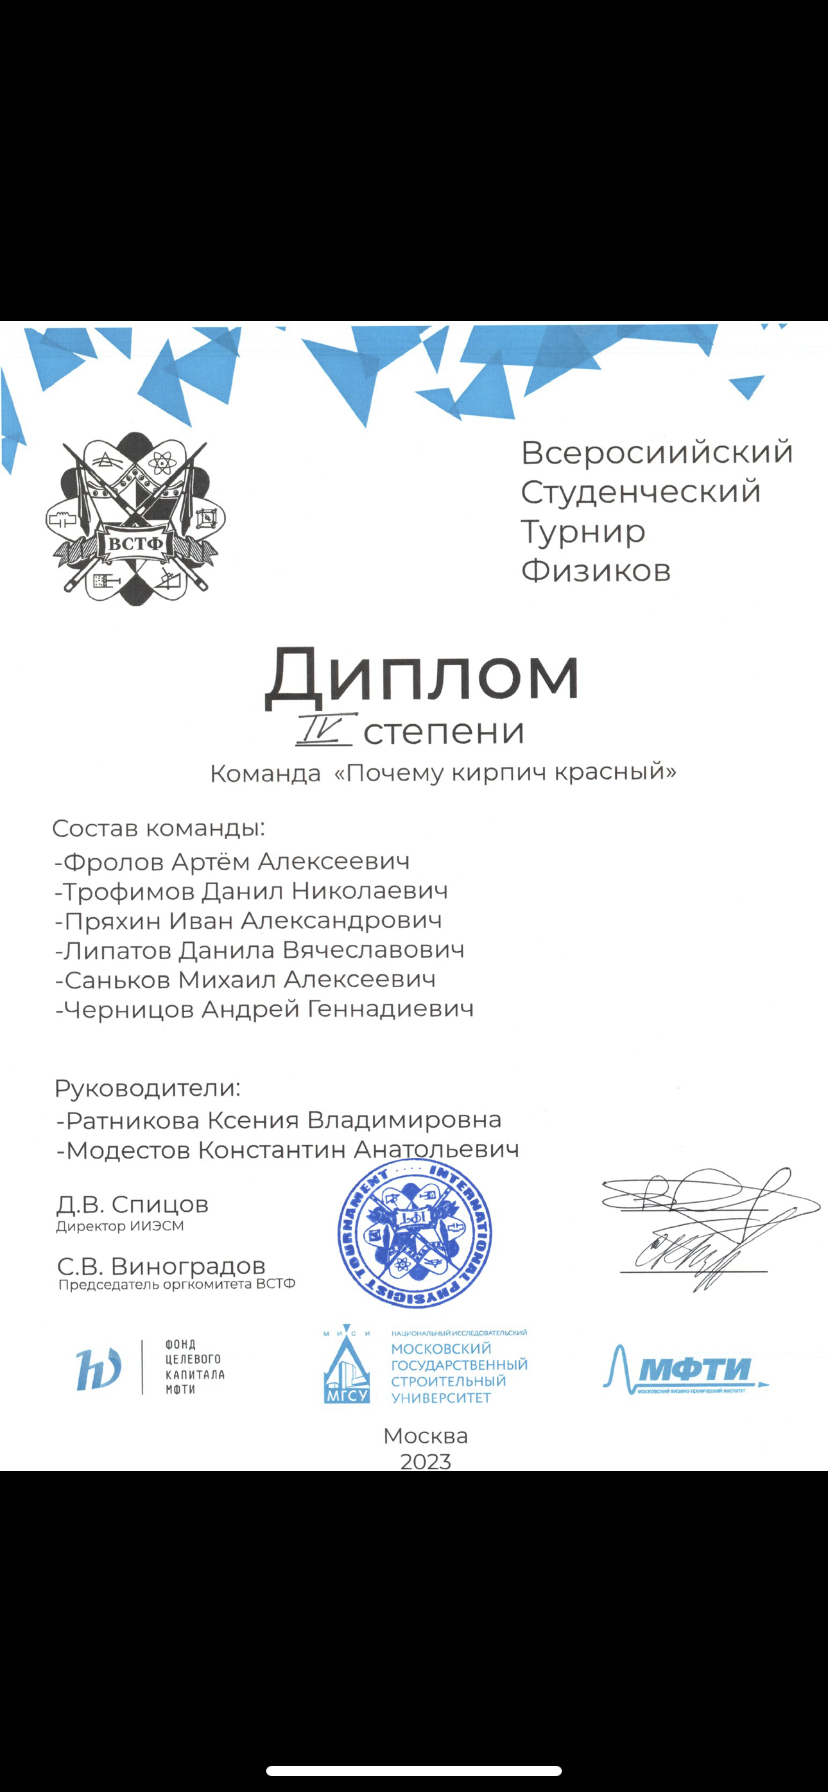 Всеросиийский
Студенческий
Турнир
Физиков
ВСТФ
Диплом
IV степени
Команда «Почему кирпич красный»
Состав команды:
-Фролов Артём Алексеевич
-Трофимов Данил Николаевич
-Пряхин Иван Александрович
-Липатов Данила Вячеславович
-Саньков Михаил Алексеевич
-Черницов Андрей Геннадиевич
Руководители:
-Ратникова Ксения Владимировна
-Модестов Константин Анатольевич
Д.В. Спицов
Директор ИИЭСМ
С.В. Виноградов
Председатель оргкомитета ВСТФ
INTERNATIONAL PHYSICIST TOURNAMENT
ФОНД
ЦЕЛЕВОГО
КАПИТАЛА
МФТИ
МИСИ
МГСУ
НАЦИОНАЛЬНЫЙ ИССЛЕДОВАТЕЛЬСКИЙ
МОСКОВСКИЙ
ГОСУДАРСТВЕННЫЙ
СТРОИТЕЛЬНЫЙ
УНИВЕРСИТЕТ
МФТИ
МОСКОВСКИЙ ФИЗИКО-ТЕХНИЧЕСКИЙ ИНСТИТУТ
Москва
2023